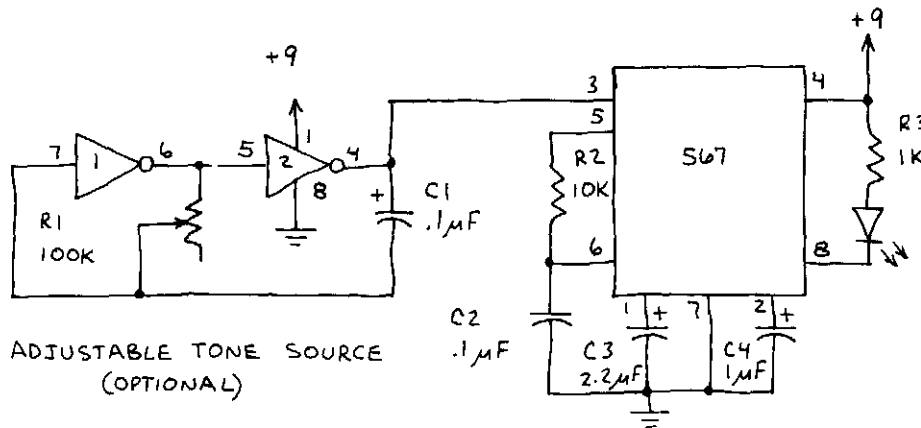 +9
+9
3
4
5
7
1
6
5
2
1
4
8
R2
10K
567
R3
1K
+
C1
.1µF
R1
100K
6
8
1
+
7
2
+
C2
.1µF
C3
2.2µF
C4
1µF
ADJUSTABLE TONE SOURCE
(OPTIONAL)